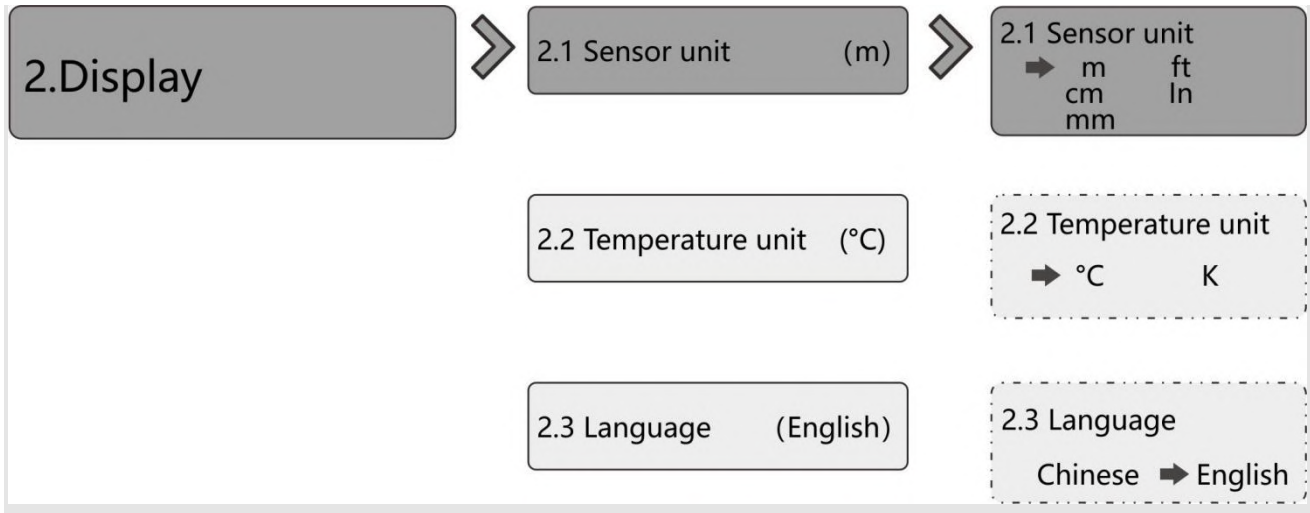 2.Display
2.1 Sensor unit (m)
2.1 Sensor unit
m ft
cm In
mm
2.2 Temperature unit (°C)
2.2 Temperature unit
°C K
2.3 Language (English)
2.3 Language
Chinese English